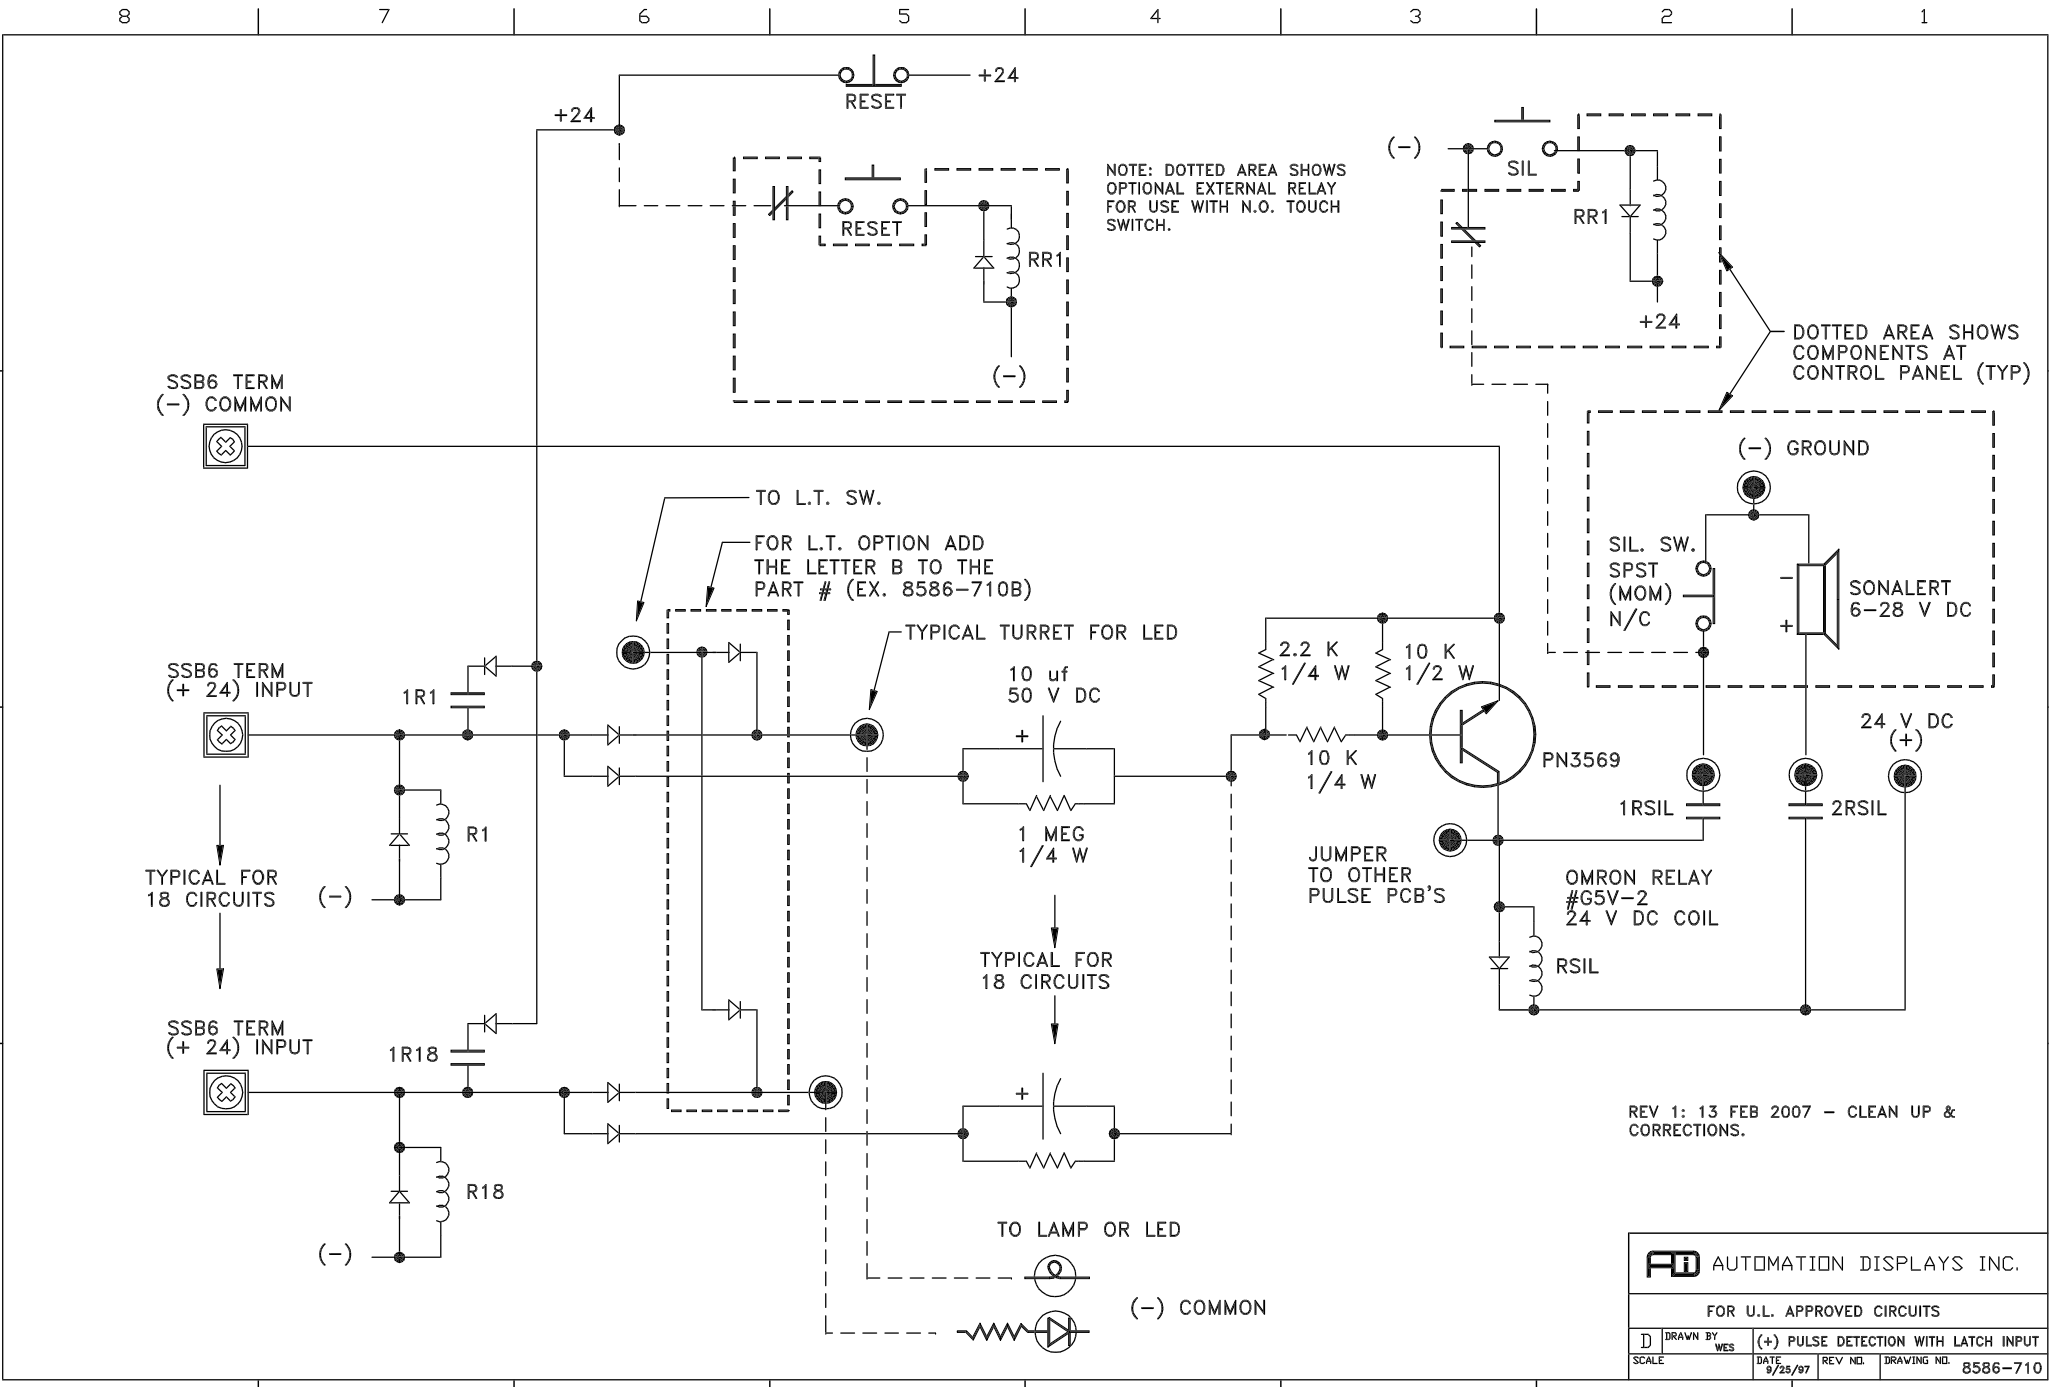 8 7 6 5 4 3 2 1
+24
RESET
+24
RESET
RR1
(-)
NOTE: DOTTED AREA SHOWS
OPTIONAL EXTERNAL RELAY
FOR USE WITH N.O. TOUCH
SWITCH.
(-)
SIL
RR1
+24
DOTTED AREA SHOWS
COMPONENTS AT
CONTROL PANEL (TYP)
SSB6 TERM
(-) COMMON
TO L.T. SW.
FOR L.T. OPTION ADD
THE LETTER B TO THE
PART # (EX. 8586-710B)
TYPICAL TURRET FOR LED
(-) GROUND
SIL. SW.
SPST
(MOM)
N/C
-
+
SONALERT
6-28 V DC
SSB6 TERM
(+ 24) INPUT
1R1
10 uf
50 V DC
+
1 MEG
1/4 W
2.2 K
1/4 W
10 K
1/2 W
10 K
1/4 W
PN3569
24 V DC
(+)
1RSIL
2RSIL
R1
(-)
TYPICAL FOR
18 CIRCUITS
JUMPER
TO OTHER
PULSE PCB'S
OMRON RELAY
#G5V-2
24 V DC COIL
RSIL
TYPICAL FOR
18 CIRCUITS
SSB6 TERM
(+ 24) INPUT
1R18
+
R18
(-)
TO LAMP OR LED
(-) COMMON
REV 1: 13 FEB 2007 - CLEAN UP &
CORRECTIONS.
ADi AUTOMATION DISPLAYS INC.
FOR U.L. APPROVED CIRCUITS
D DRAWN BY WES (+) PULSE DETECTION WITH LATCH INPUT
SCALE DATE 9/25/97 REV NO. DRAWING NO. 8586-710